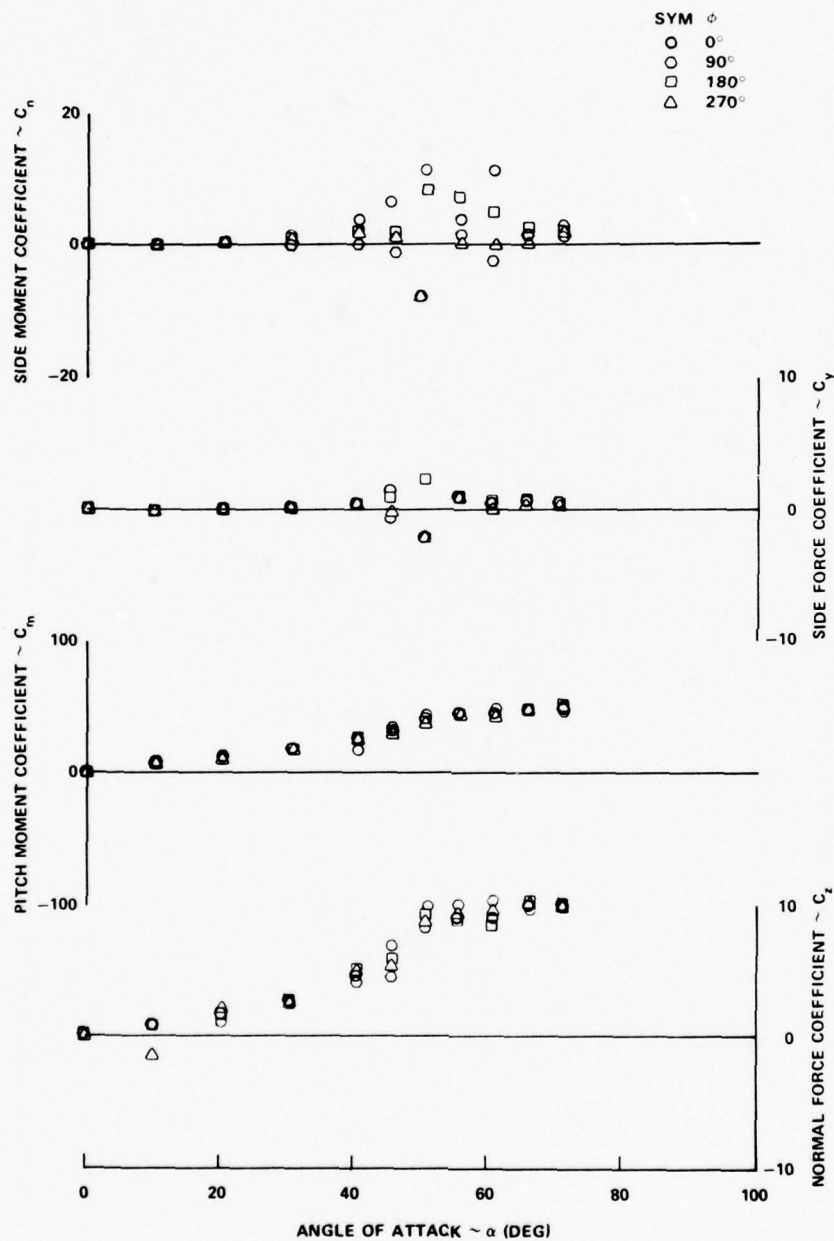 SYM φ
0°
90°
180°
270°
SIDE MOMENT COEFFICIENT ~ Cn
20
0
-20
SIDE FORCE COEFFICIENT ~ Cy
10
0
-10
PITCH MOMENT COEFFICIENT ~ Cm
100
0
-100
NORMAL FORCE COEFFICIENT ~ Cz
10
0
-10
0 20 40 60 80 100
ANGLE OF ATTACK ~ α (DEG)